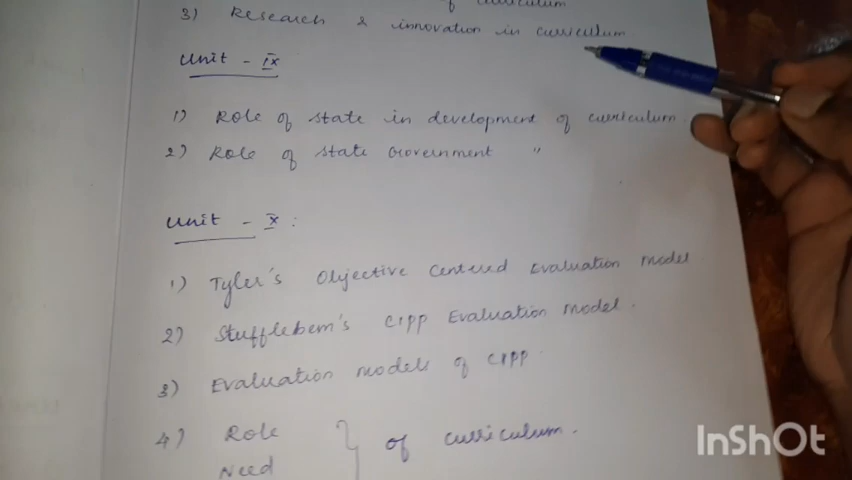 of curriculum
3) Research & innovation in curriculum
Unit - IX
1) Role of state in development of curriculum.
2) Role of state Government "
Unit - X :
1) Tyler's Objective Centered Evaluation model
2) Stufflebem's CIPP Evaluation model.
3) Evaluation models of CIPP.
4) Role
Need } of curriculum.
InShOt